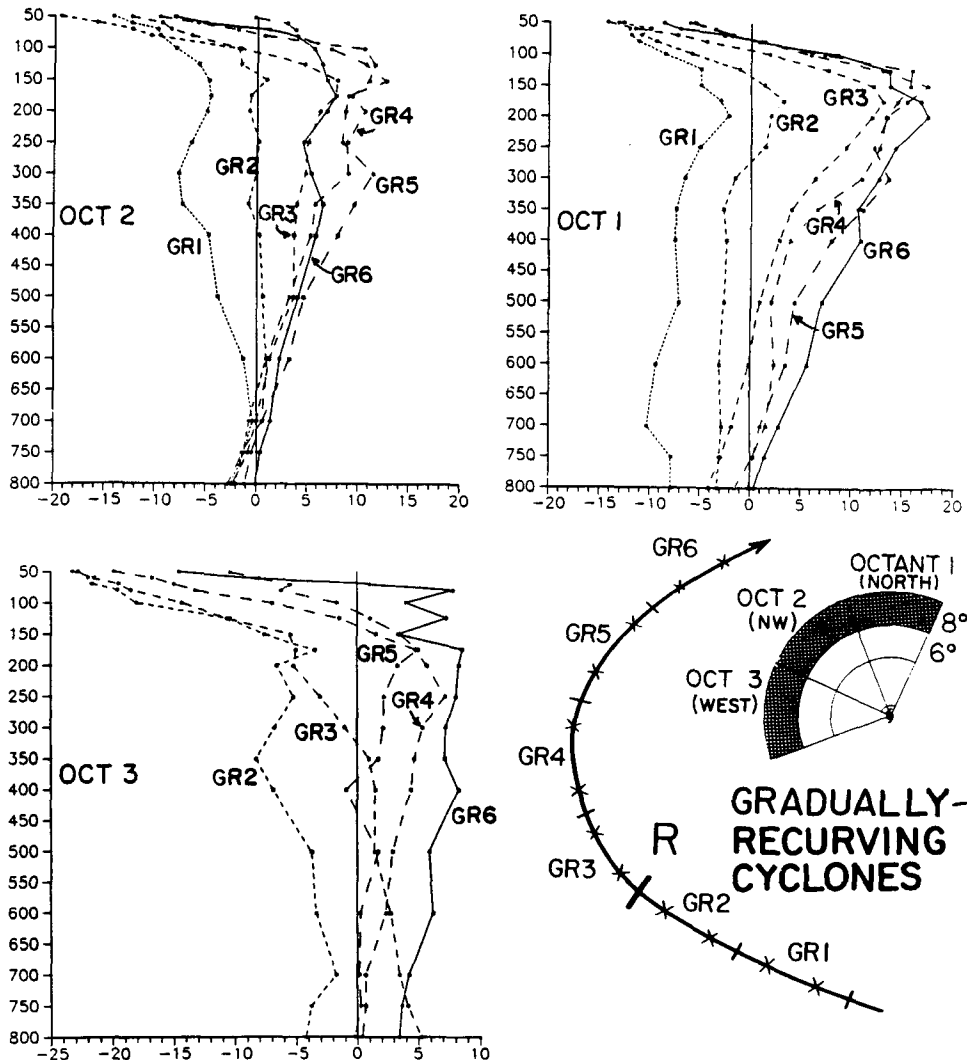 50
100
150
200
250
300
350
400
450
500
550
600
650
700
750
800
-20 -15 -10 -5 0 5 10 15 20
OCT 2
GR1
GR2
GR3
GR4
GR5
GR6
50
100
150
200
250
300
350
400
450
500
550
600
650
700
750
800
-20 -15 -10 -5 0 5 10 15 20
OCT 1
GR1
GR2
GR3
GR4
GR5
GR6
50
100
150
200
250
300
350
400
450
500
550
600
650
700
750
800
-25 -20 -15 -10 -5 0 5 10
OCT 3
GR2
GR3
GR4
GR5
GR6
GR6
GR5
GR4
GR3
R
GR2
GR1
OCTANT 1
(NORTH)
OCT 2
(NW)
OCT 3
(WEST)
8°
6°
GRADUALLY-
RECURVING
CYCLONES